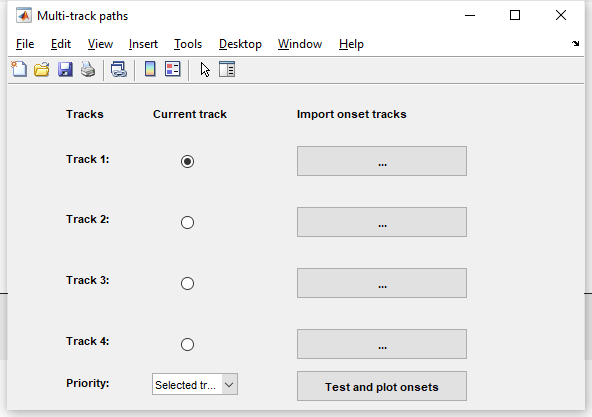 Multi-track paths
File Edit View Insert Tools Desktop Window Help
Tracks Current track Import onset tracks
Track 1: ...
Track 2: ...
Track 3: ...
Track 4: ...
Priority: Selected tr... Test and plot onsets